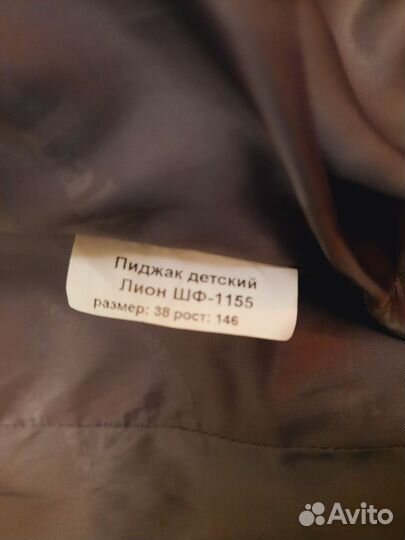 Пиджак детский
Лион ШФ-1155
размер: 38 рост: 146
Avito